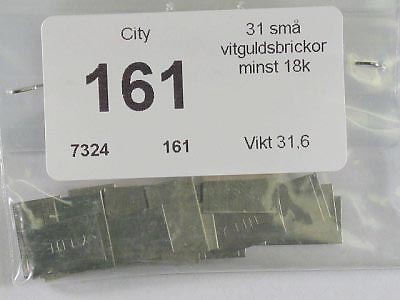 City
161
7324 161
31 små
vitguldsbrickor
minst 18k
Vikt 31,6